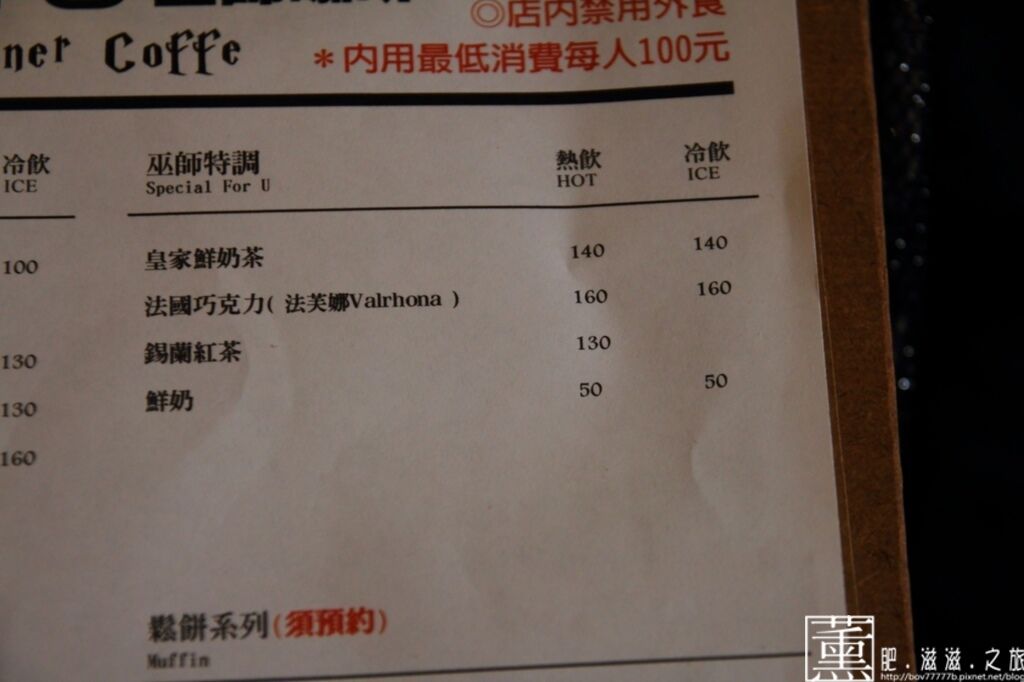 ◎店內禁用外食
ner Coffe
＊內用最低消費每人100元
冷飲
ICE
巫師特調
Special For U
熱飲
HOT
冷飲
ICE
100
皇家鮮奶茶 140 140
法國巧克力( 法芙娜Valrhona ) 160 160
130
錫蘭紅茶 130
130
鮮奶 50 50
160
鬆餅系列(須預約)
Muffin
薰 肥.滋滋.之旅
http://bov77777b.pixnet.net/blog